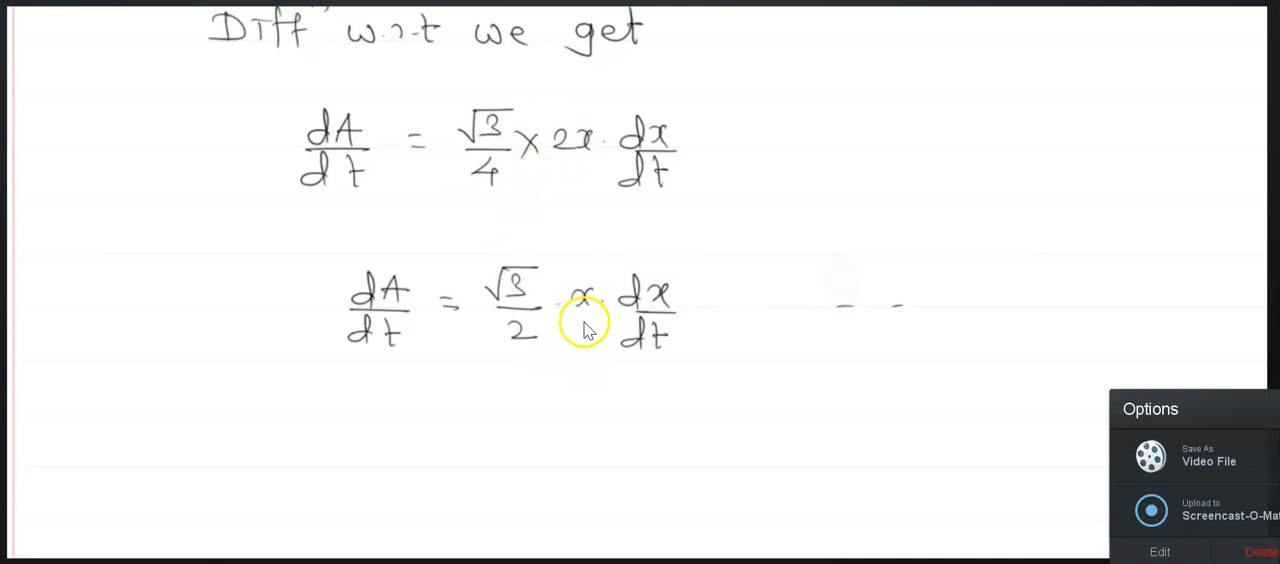 Diff w.r.t we get
dA/dt = √3/4 × 2x · dx/dt
dA/dt = √3/2 · x · dx/dt - -
Options
Save As
Video File
Upload to
Screencast-O-Mat
Edit Delete